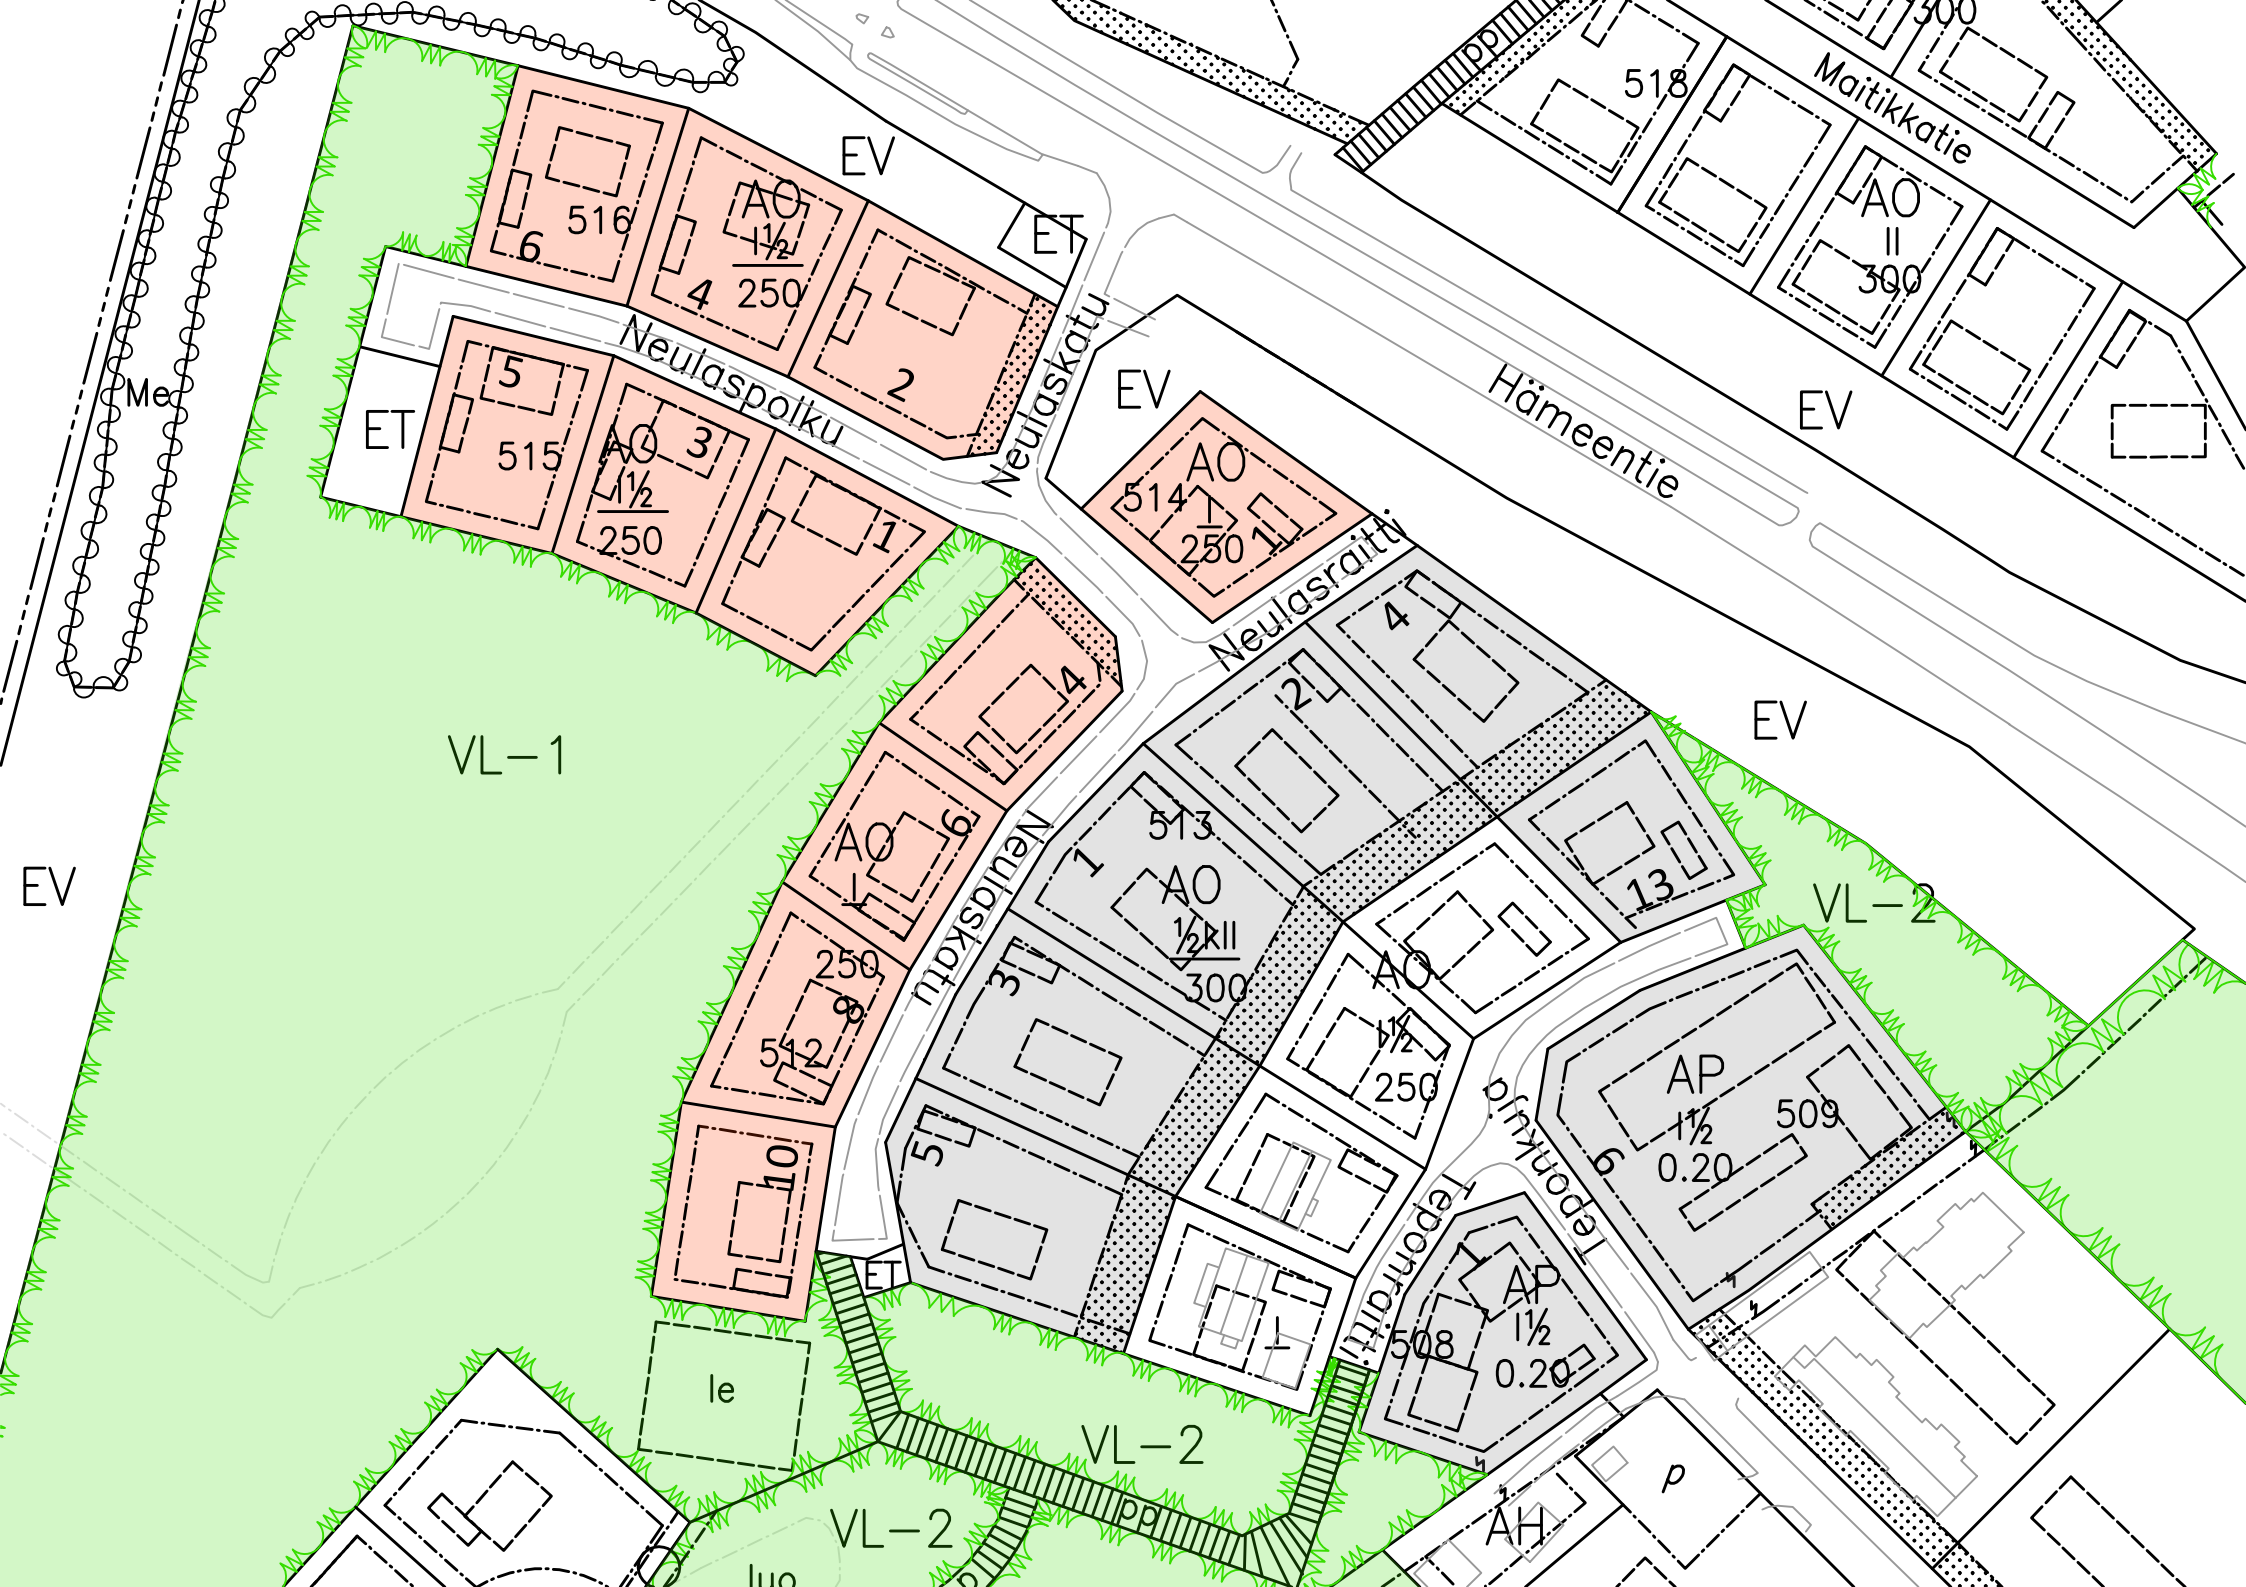 300
pp
518
Maitikkatie
EV
AO
516
6
I½
250
4
AO
II
300
ET
2
Neulaspolku
Neulaskatu
Me
5
ET
515
AO
3
I½
250
1
EV
Hämeentie
EV
AO
514
I
250
11
Neulasraitti
4
2
4
EV
VL-1
6
AO
I
513
1
AO
½kII
300
13
VL-2
EV
250
8
512
Neulaskatu
3
AO
I½
250
AP
I½
0.20
509
6
10
5
Teponkuja
Teponraitti
ET
1
AP
I½
0.20
508
I
le
VL-2
pp
VL-2
p
AH
luo